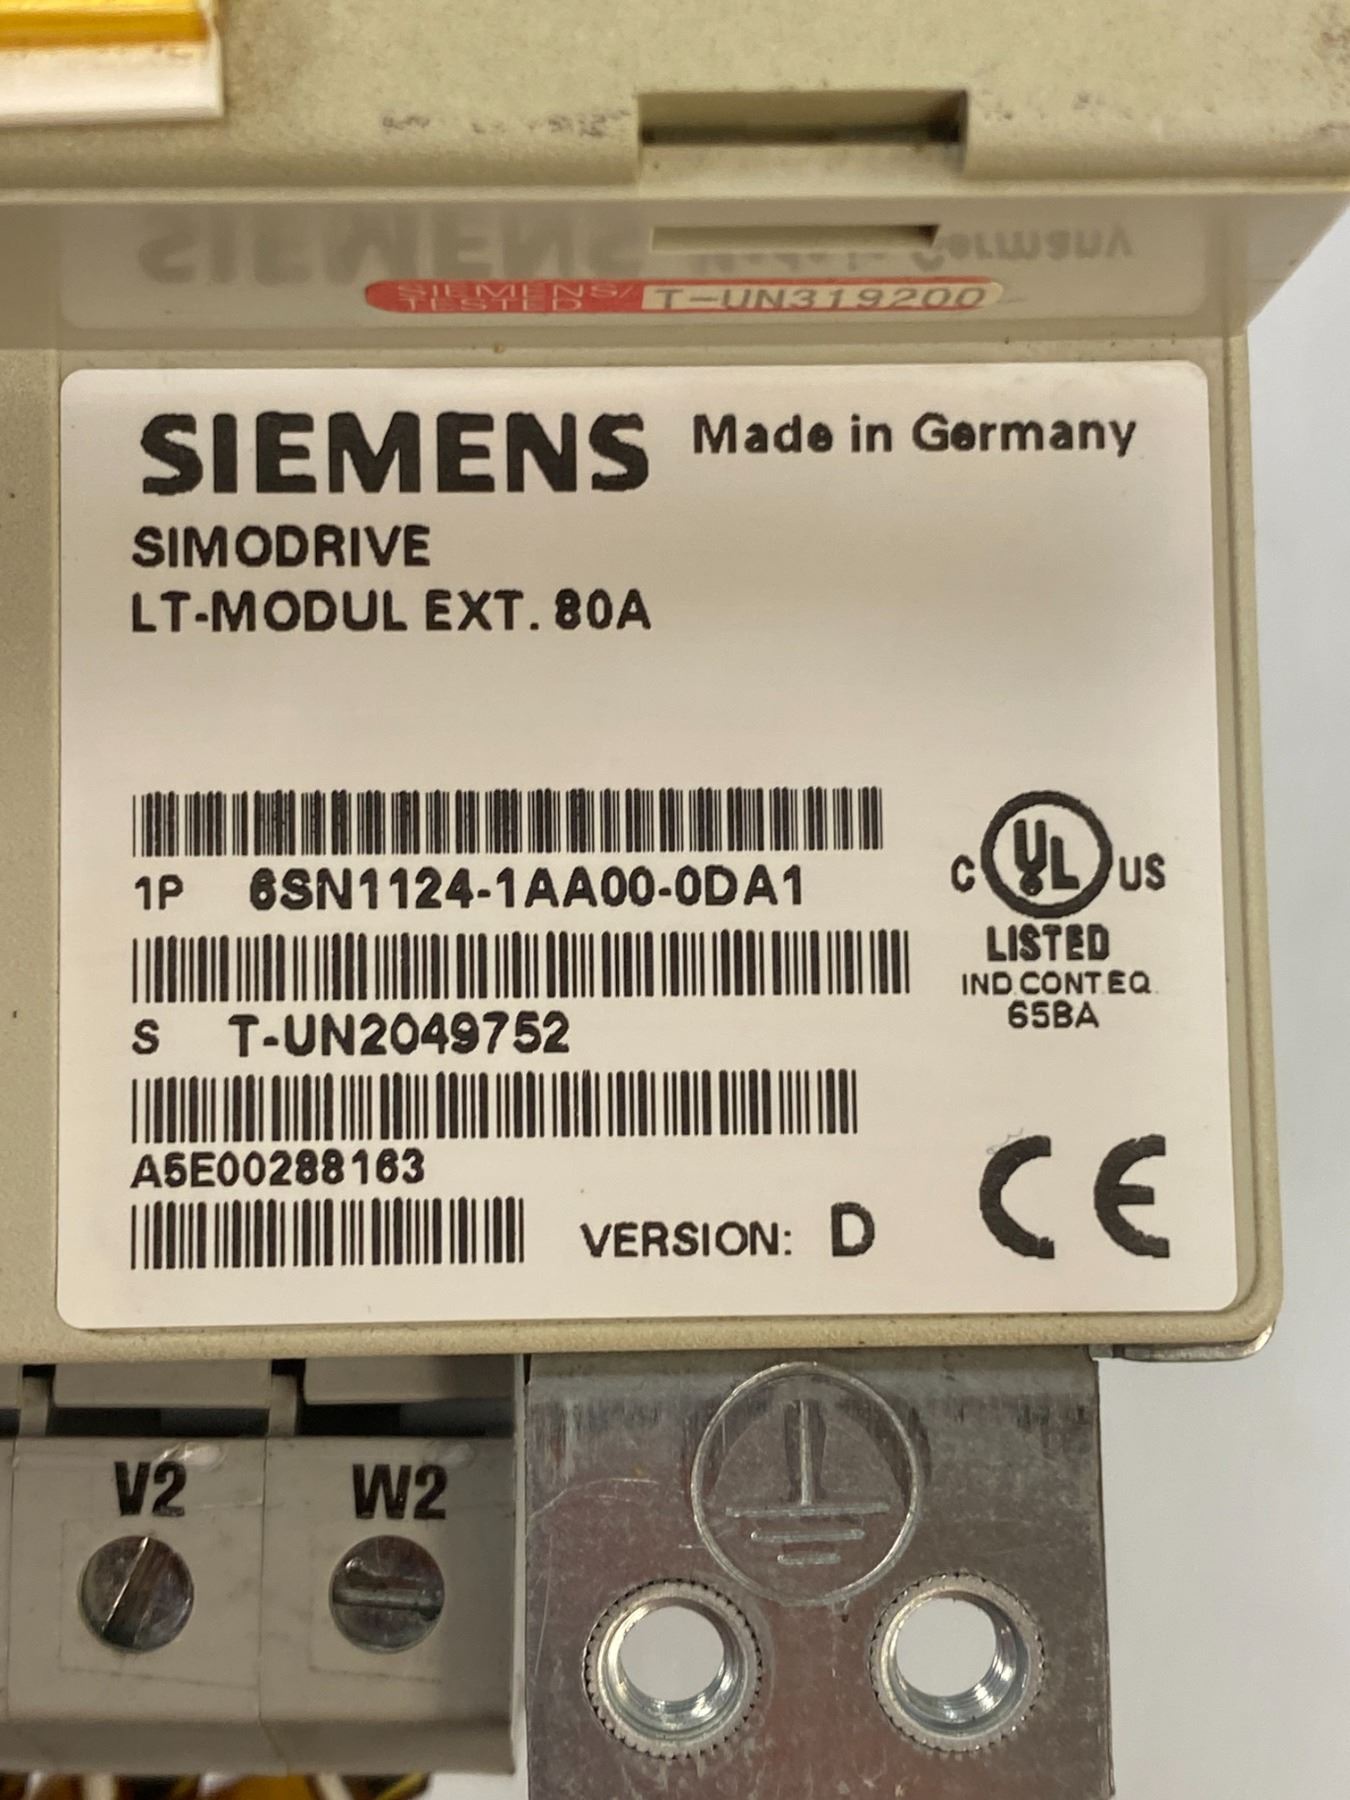 SIEMENS/
TESTED T-UN319200
SIEMENS Made in Germany
SIMODRIVE
LT-MODUL EXT. 80A
1P 6SN1124-1AA00-0DA1
C UL US
LISTED
IND.CONT.EQ.
65BA
S T-UN2049752
A5E00288163
VERSION: D
CE
V2 W2